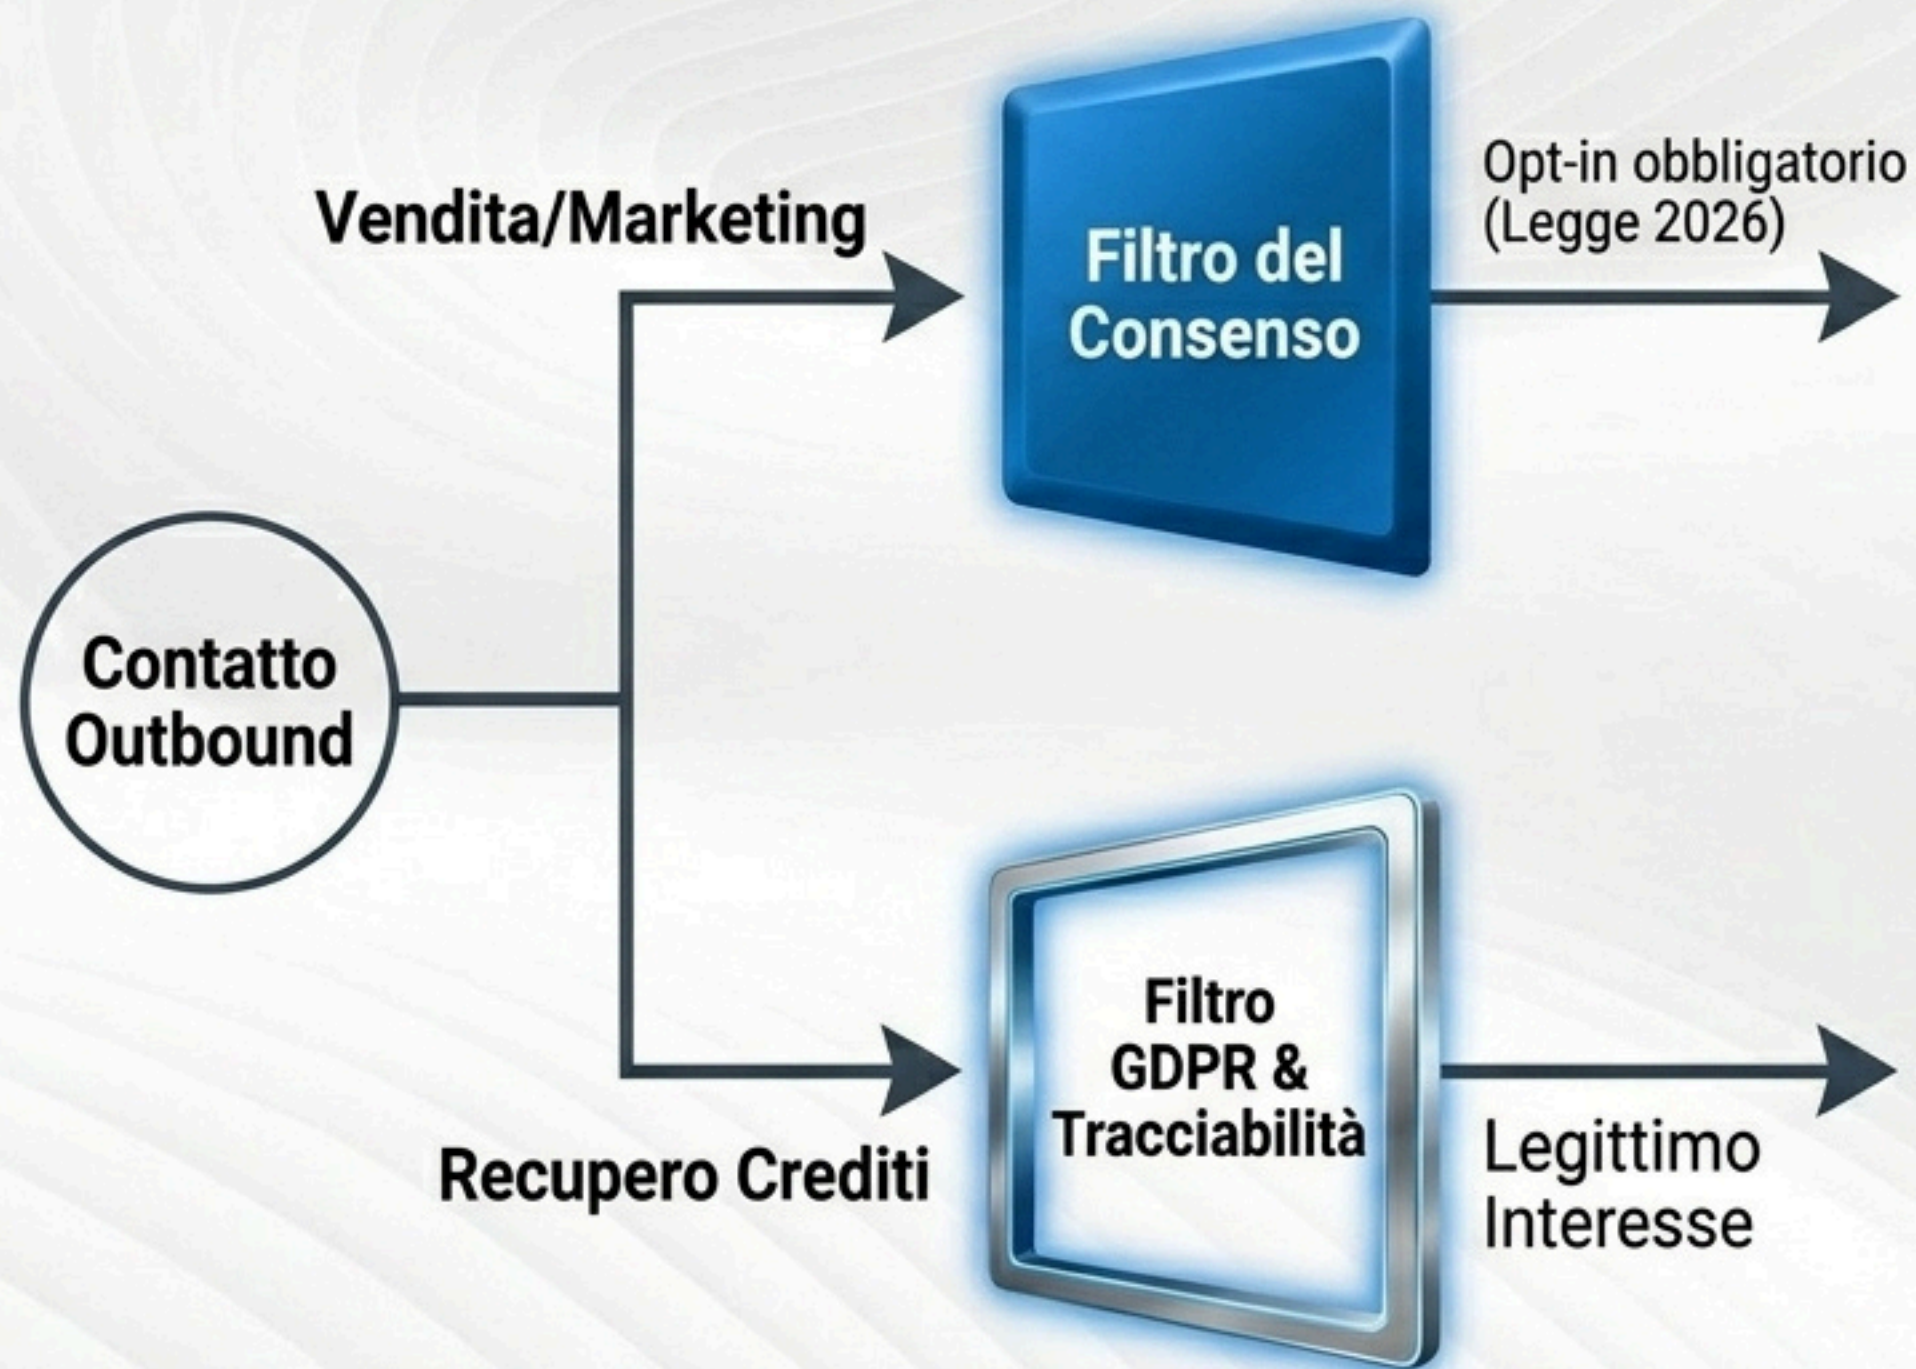 Vendita/Marketing
Filtro del
Consenso
Opt-in obbligatorio
(Legge 2026)
Contatto
Outbound
Recupero Crediti
Filtro
GDPR &
Tracciabilità
Legittimo
Interesse